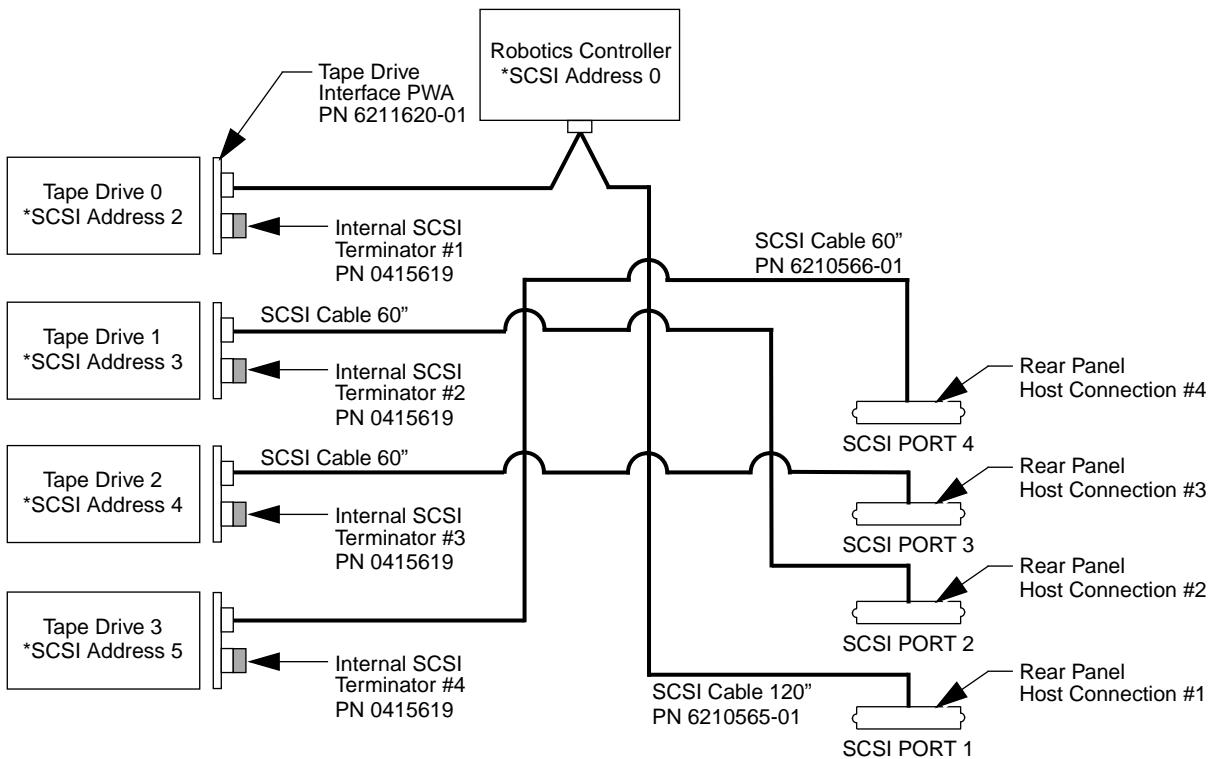 Robotics Controller
*SCSI Address 0
Tape Drive
Interface PWA
PN 6211620-01
Tape Drive 0
*SCSI Address 2
Internal SCSI
Terminator #1
PN 0415619
SCSI Cable 60”
PN 6210566-01
SCSI Cable 60”
Tape Drive 1
*SCSI Address 3
Internal SCSI
Terminator #2
PN 0415619
Rear Panel
Host Connection #4
SCSI PORT 4
SCSI Cable 60”
Tape Drive 2
*SCSI Address 4
Internal SCSI
Terminator #3
PN 0415619
Rear Panel
Host Connection #3
SCSI PORT 3
Rear Panel
Host Connection #2
SCSI PORT 2
Tape Drive 3
*SCSI Address 5
Internal SCSI
Terminator #4
PN 0415619
SCSI Cable 120”
PN 6210565-01
Rear Panel
Host Connection #1
SCSI PORT 1